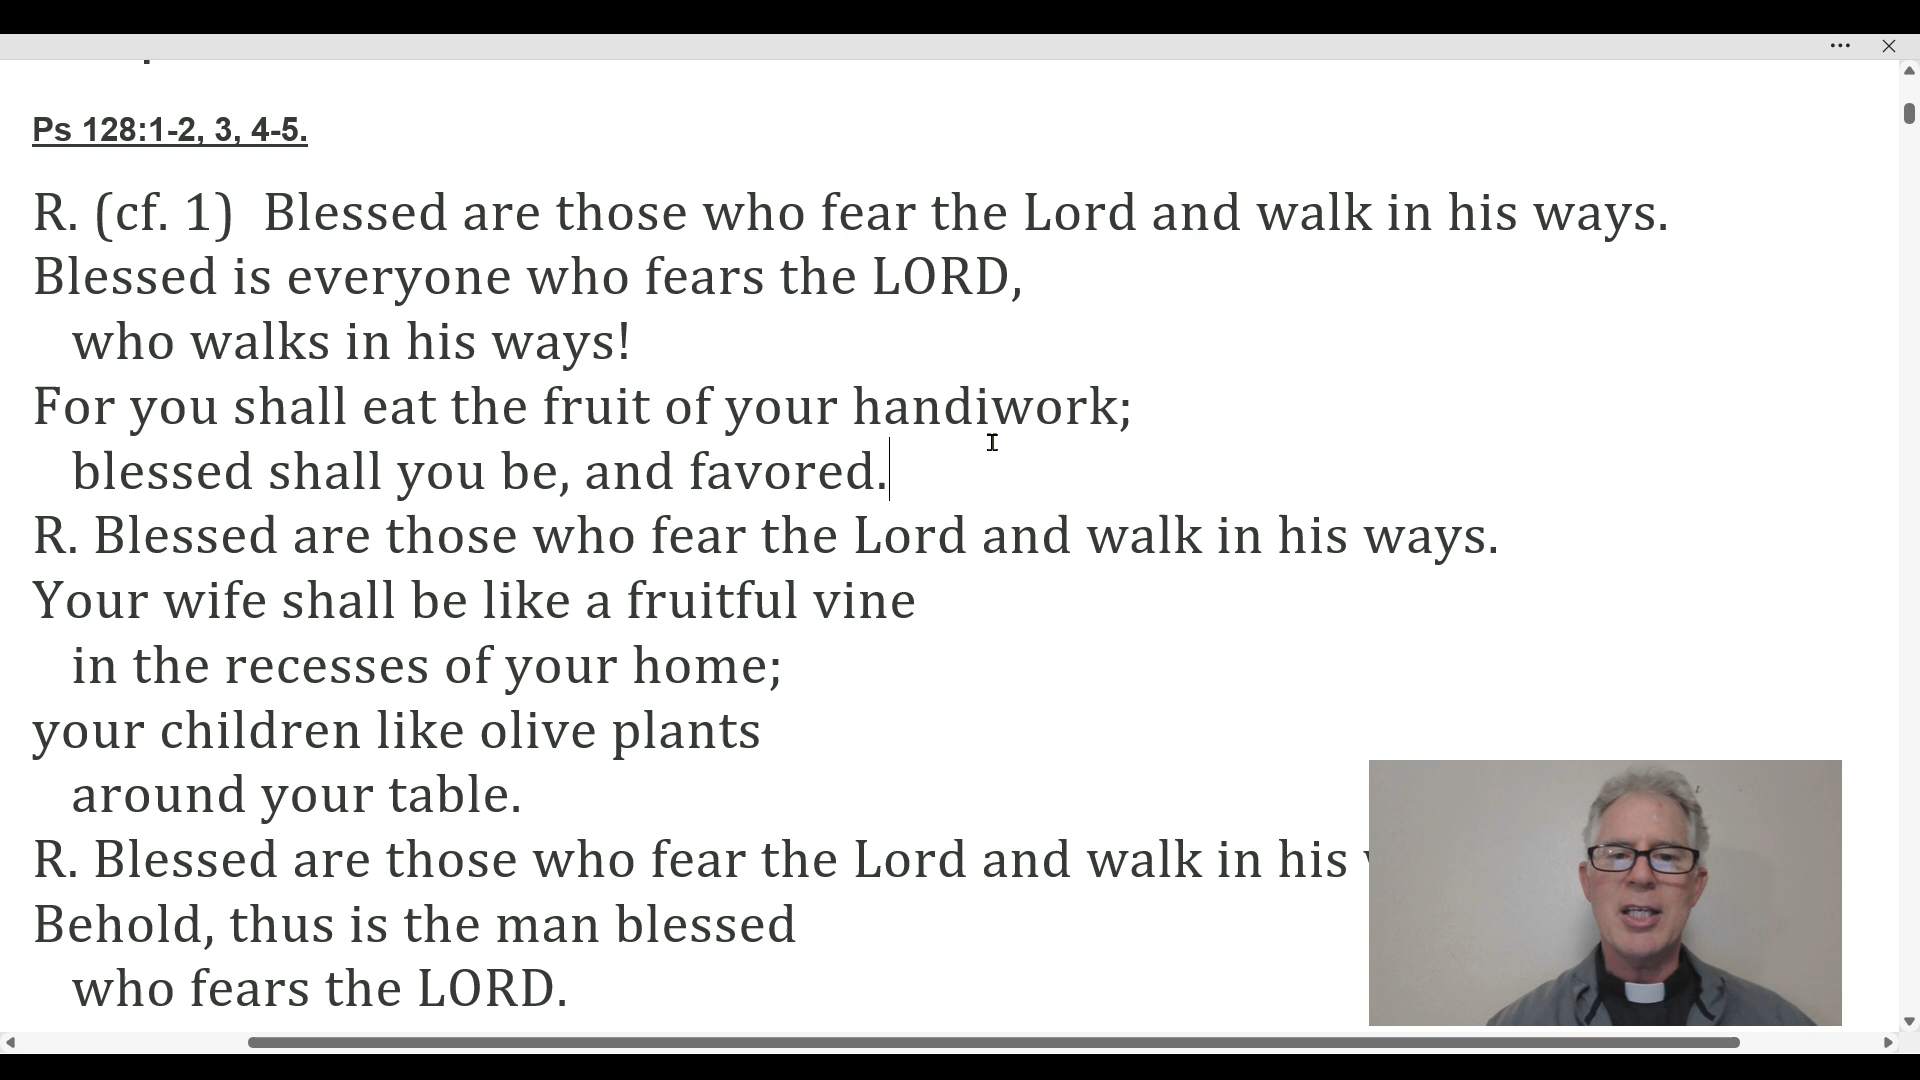 Ps 128:1-2, 3, 4-5.
R. (cf. 1)  Blessed are those who fear the Lord and walk in his ways.
Blessed is everyone who fears the LORD,
who walks in his ways!
For you shall eat the fruit of your handiwork;
blessed shall you be, and favored.
R. Blessed are those who fear the Lord and walk in his ways.
Your wife shall be like a fruitful vine
in the recesses of your home;
your children like olive plants
around your table.
R. Blessed are those who fear the Lord and walk in his
Behold, thus is the man blessed
who fears the LORD.